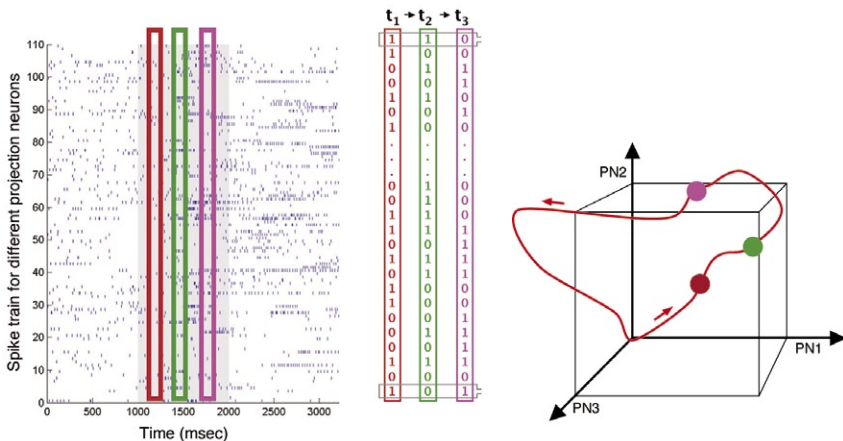 t1 → t2 → t3
1 1 0
1 0 0
0 1 1
0 0 1
1 1 0
0 0 1
1 0 0
. . .
. . .
. . .
0 1 0
0 1 0
1 1 0
1 1 1
0 1 1
1 0 1
0 1 1
1 1 0
1 0 0
0 0 0
0 0 1
0 1 0
1 0 1
0 0 0
1 0 1
110
100
90
80
70
60
50
40
30
20
10
0
Spike train for different projection neurons
0 500 1000 1500 2000 2500 3000
Time (msec)
PN2
PN1
PN3